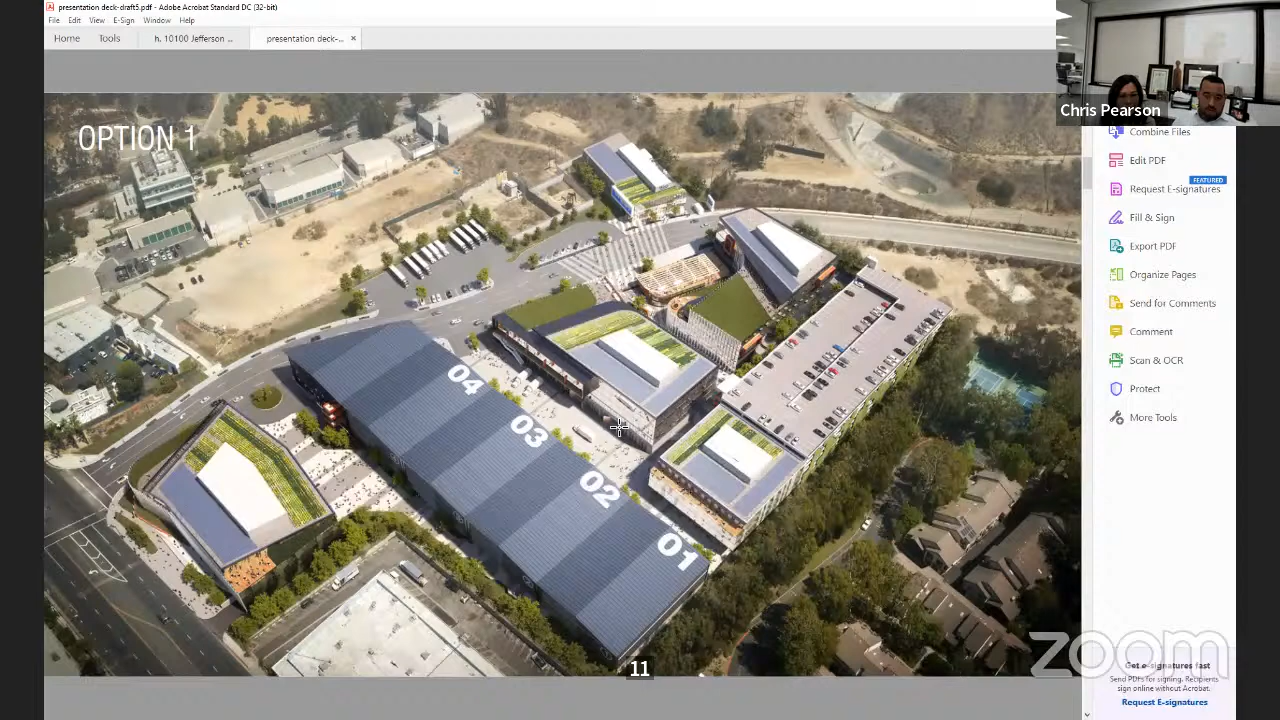 presentation deck-draft5.pdf - Adobe Acrobat Standard DC (32-bit)
File Edit View E-Sign Window Help
Home Tools h, 10100 Jefferson ... presentation deck-... ×
Chris Pearson
OPTION 1
04
03
02
01
11
Combine Files
Edit PDF
FEATURED
Request E-signatures
Fill & Sign
Export PDF
Organize Pages
Send for Comments
Comment
Scan & OCR
Protect
More Tools
zoom
Get e-signatures fast
Send PDFs for signing. Recipients
sign online without Acrobat.
Request E-signatures